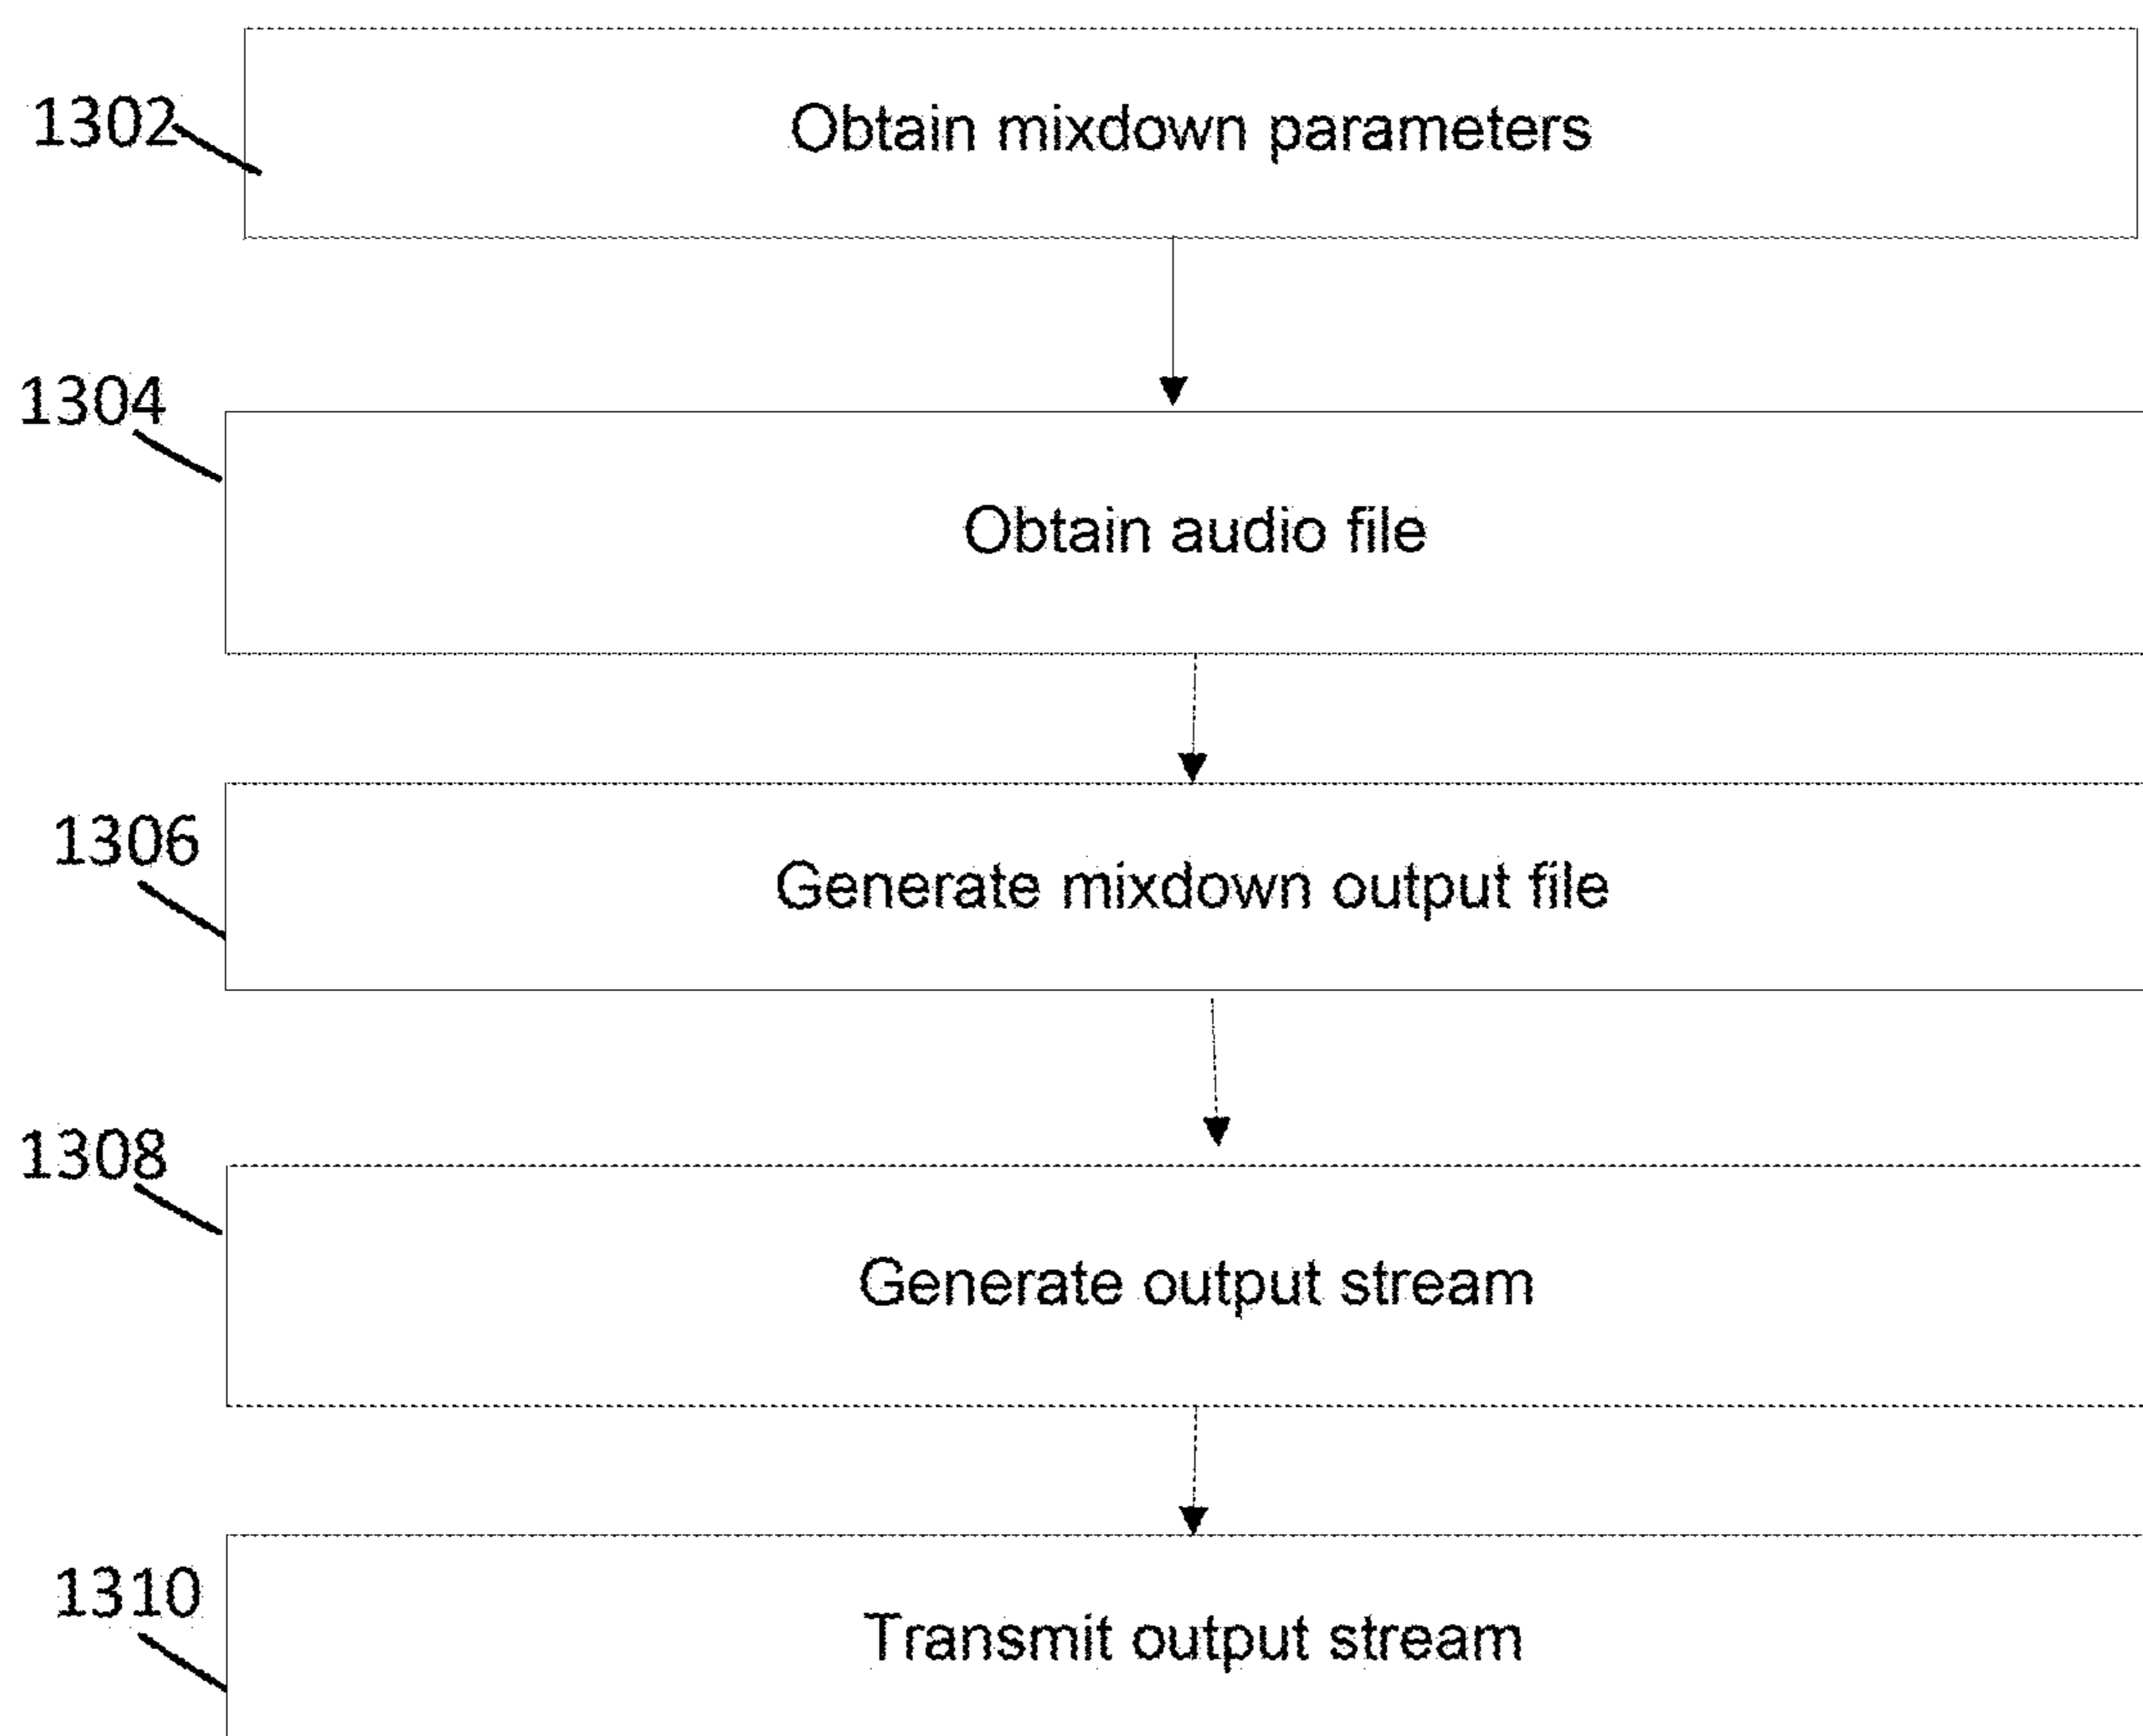 1302
Obtain mixdown parameters
1304
Obtain audio file
1306
Generate mixdown output file
1308
Generate output stream
1310
Transmit output stream